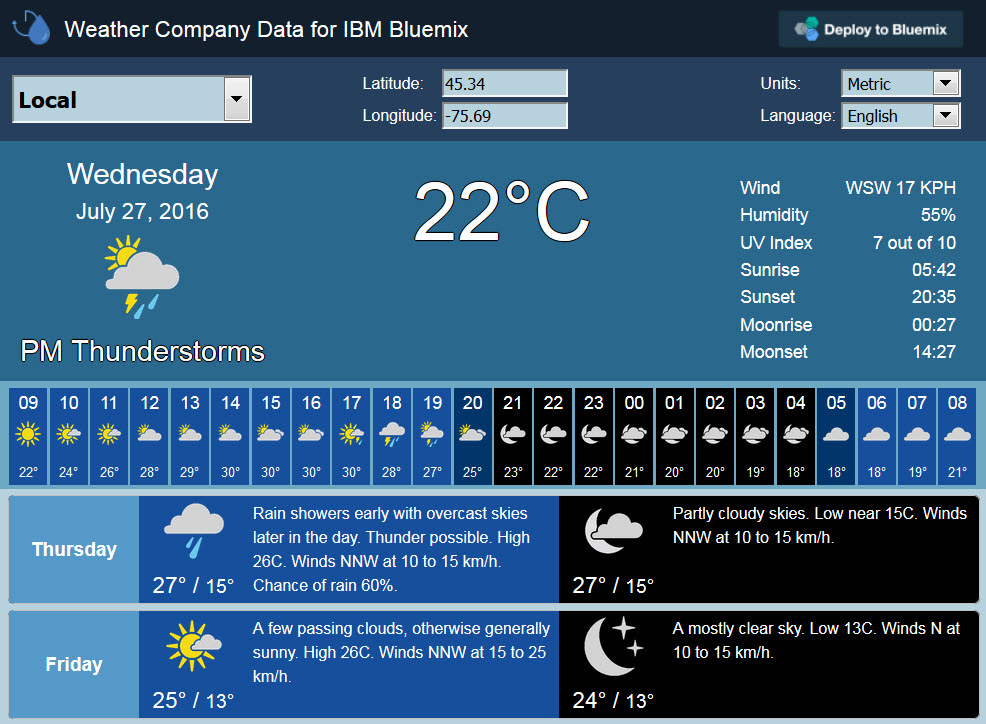 Weather Company Data for IBM Bluemix
Deploy to Bluemix
Local
Latitude: 45.34
Longitude: -75.69
Units: Metric
Language: English
Wednesday
July 27, 2016
PM Thunderstorms
22°C
Wind WSW 17 KPH
Humidity 55%
UV Index 7 out of 10
Sunrise 05:42
Sunset 20:35
Moonrise 00:27
Moonset 14:27
09 10 11 12 13 14 15 16 17 18 19 20 21 22 23 00 01 02 03 04 05 06 07 08
22° 24° 26° 28° 29° 30° 30° 30° 30° 28° 27° 25° 23° 22° 22° 21° 20° 20° 19° 18° 18° 18° 19° 21°
Thursday
27° / 15°
Rain showers early with overcast skies
later in the day. Thunder possible. High
26C. Winds NNW at 10 to 15 km/h.
Chance of rain 60%.
27° / 15°
Partly cloudy skies. Low near 15C. Winds
NNW at 10 to 15 km/h.
Friday
25° / 13°
A few passing clouds, otherwise generally
sunny. High 26C. Winds NNW at 15 to 25
km/h.
24° / 13°
A mostly clear sky. Low 13C. Winds N at
10 to 15 km/h.